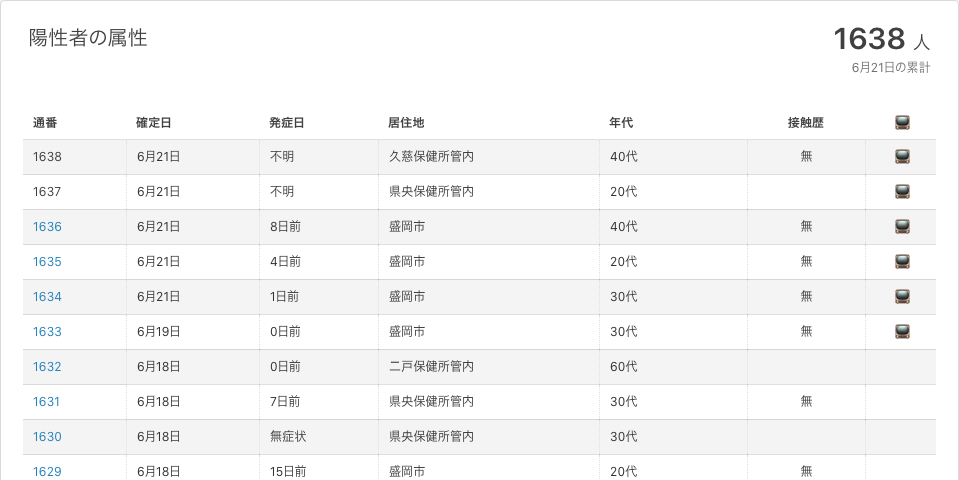 陽性者の属性
1638 人
6月21日の累計
通番 確定日 発症日 居住地 年代 接触歴
1638 6月21日 不明 久慈保健所管内 40代 無
1637 6月21日 不明 県央保健所管内 20代
1636 6月21日 8日前 盛岡市 40代 無
1635 6月21日 4日前 盛岡市 20代 無
1634 6月21日 1日前 盛岡市 30代 無
1633 6月19日 0日前 盛岡市 30代 無
1632 6月18日 0日前 二戸保健所管内 60代
1631 6月18日 7日前 県央保健所管内 30代 無
1630 6月18日 無症状 県央保健所管内 30代
1629 6月18日 15日前 盛岡市 20代 無